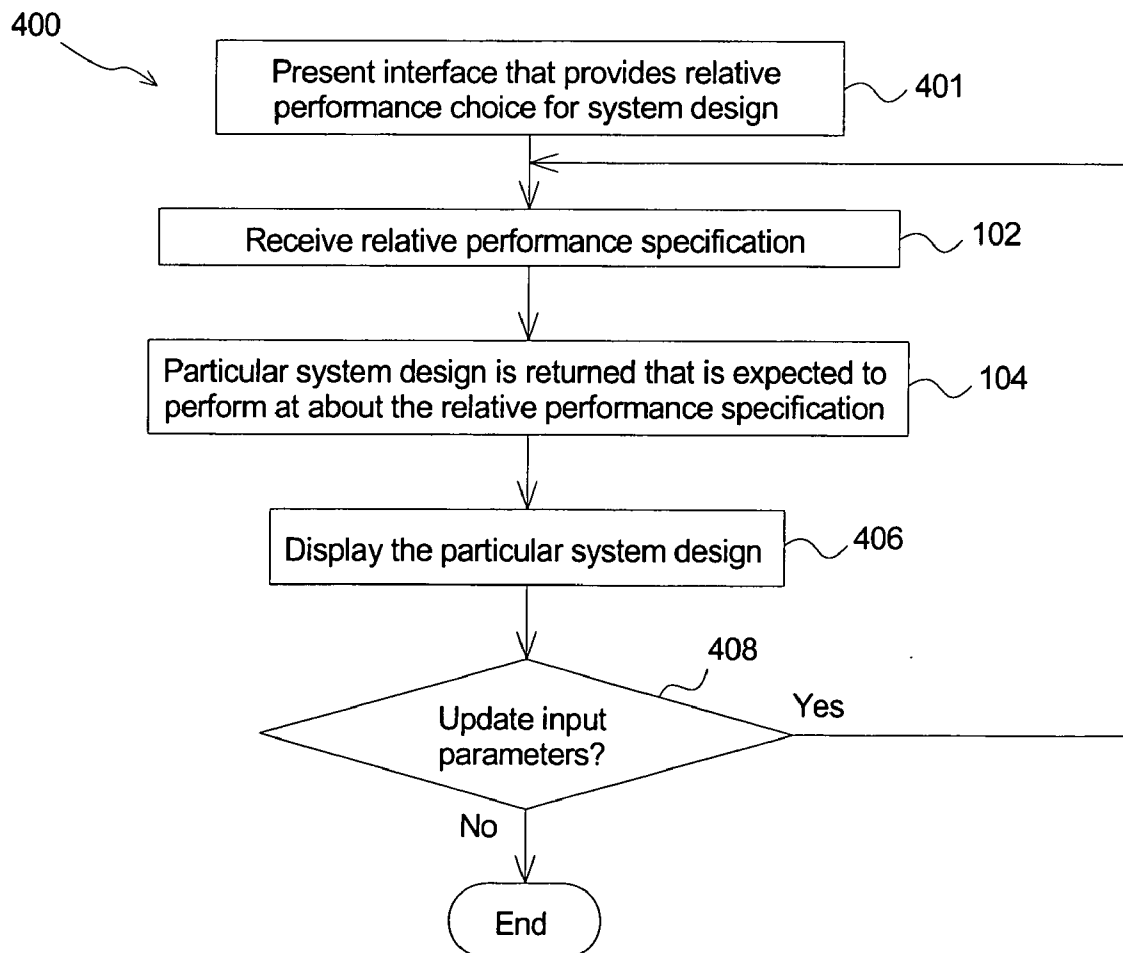 400
Present interface that provides relative
performance choice for system design
401
Receive relative performance specification
102
Particular system design is returned that is expected to
perform at about the relative performance specification
104
Display the particular system design
406
408
Update input
parameters?
Yes
No
End